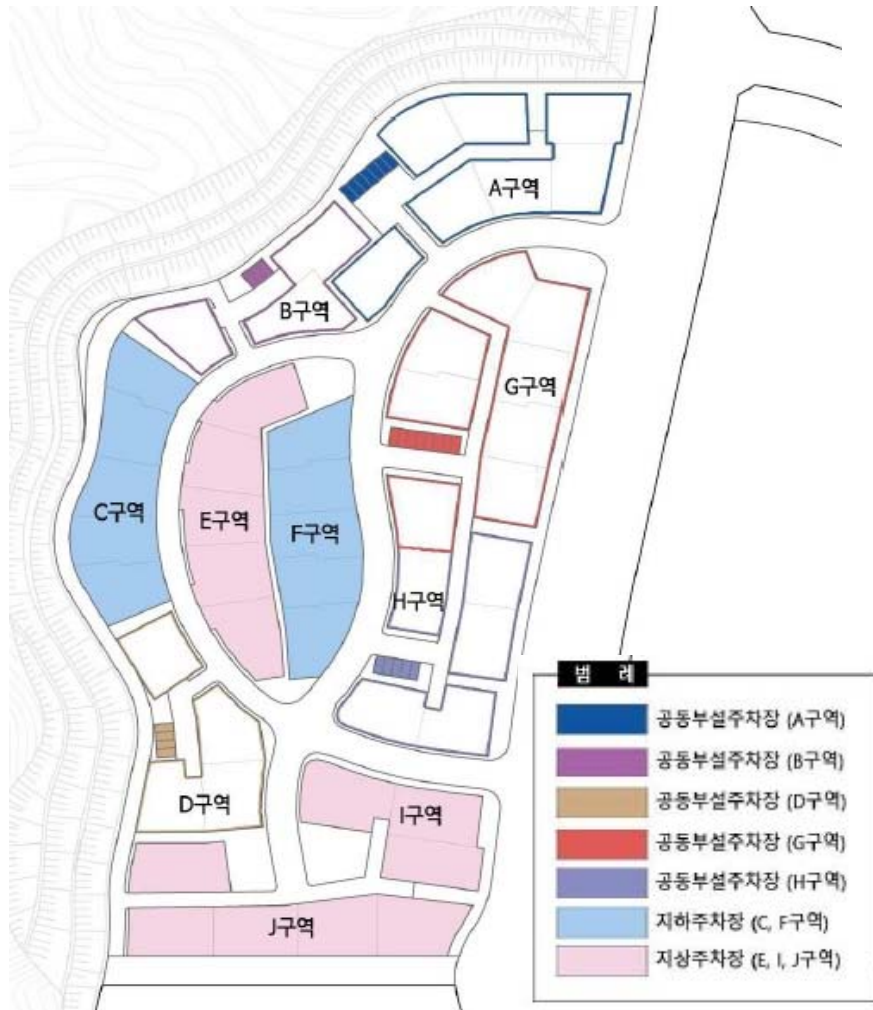 A구역
B구역
G구역
C구역
E구역
F구역
H구역
D구역
I구역
J구역
범 례
공동부설주차장 (A구역)
공동부설주차장 (B구역)
공동부설주차장 (D구역)
공동부설주차장 (G구역)
공동부설주차장 (H구역)
지하주차장 (C, F구역)
지상주차장 (E, I, J구역)